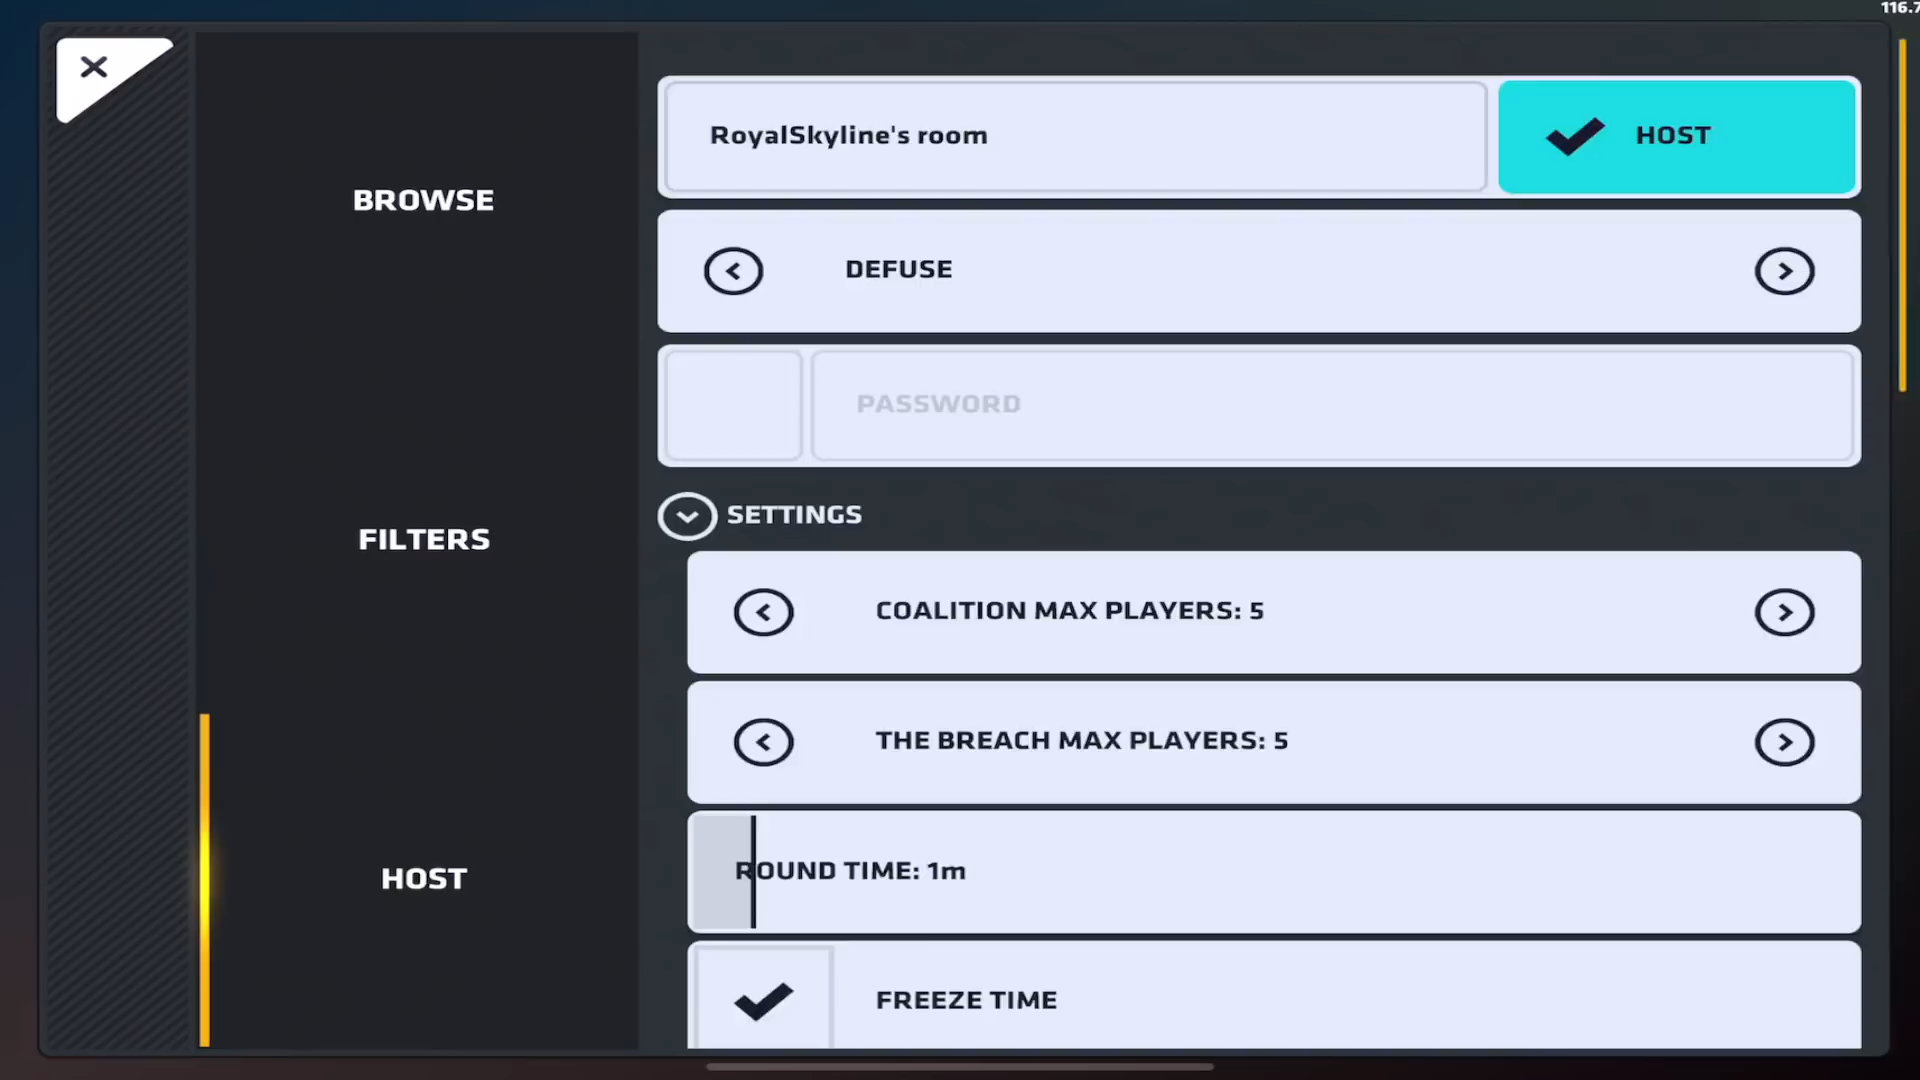 116.7
BROWSE
FILTERS
HOST
RoyalSkyline's room
HOST
DEFUSE
PASSWORD
SETTINGS
COALITION MAX PLAYERS: 5
THE BREACH MAX PLAYERS: 5
ROUND TIME: 1m
FREEZE TIME